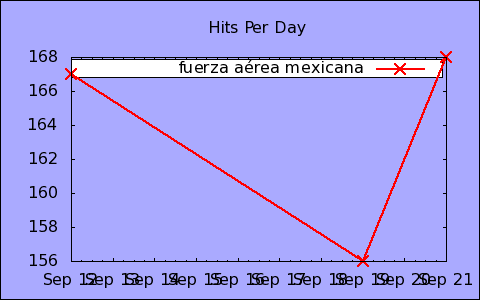 Hits Per Day
fuerza aérea mexicana
168
166
164
162
160
158
156
Sep 12 Sep 13 Sep 14 Sep 15 Sep 16 Sep 17 Sep 18 Sep 19 Sep 20 Sep 21